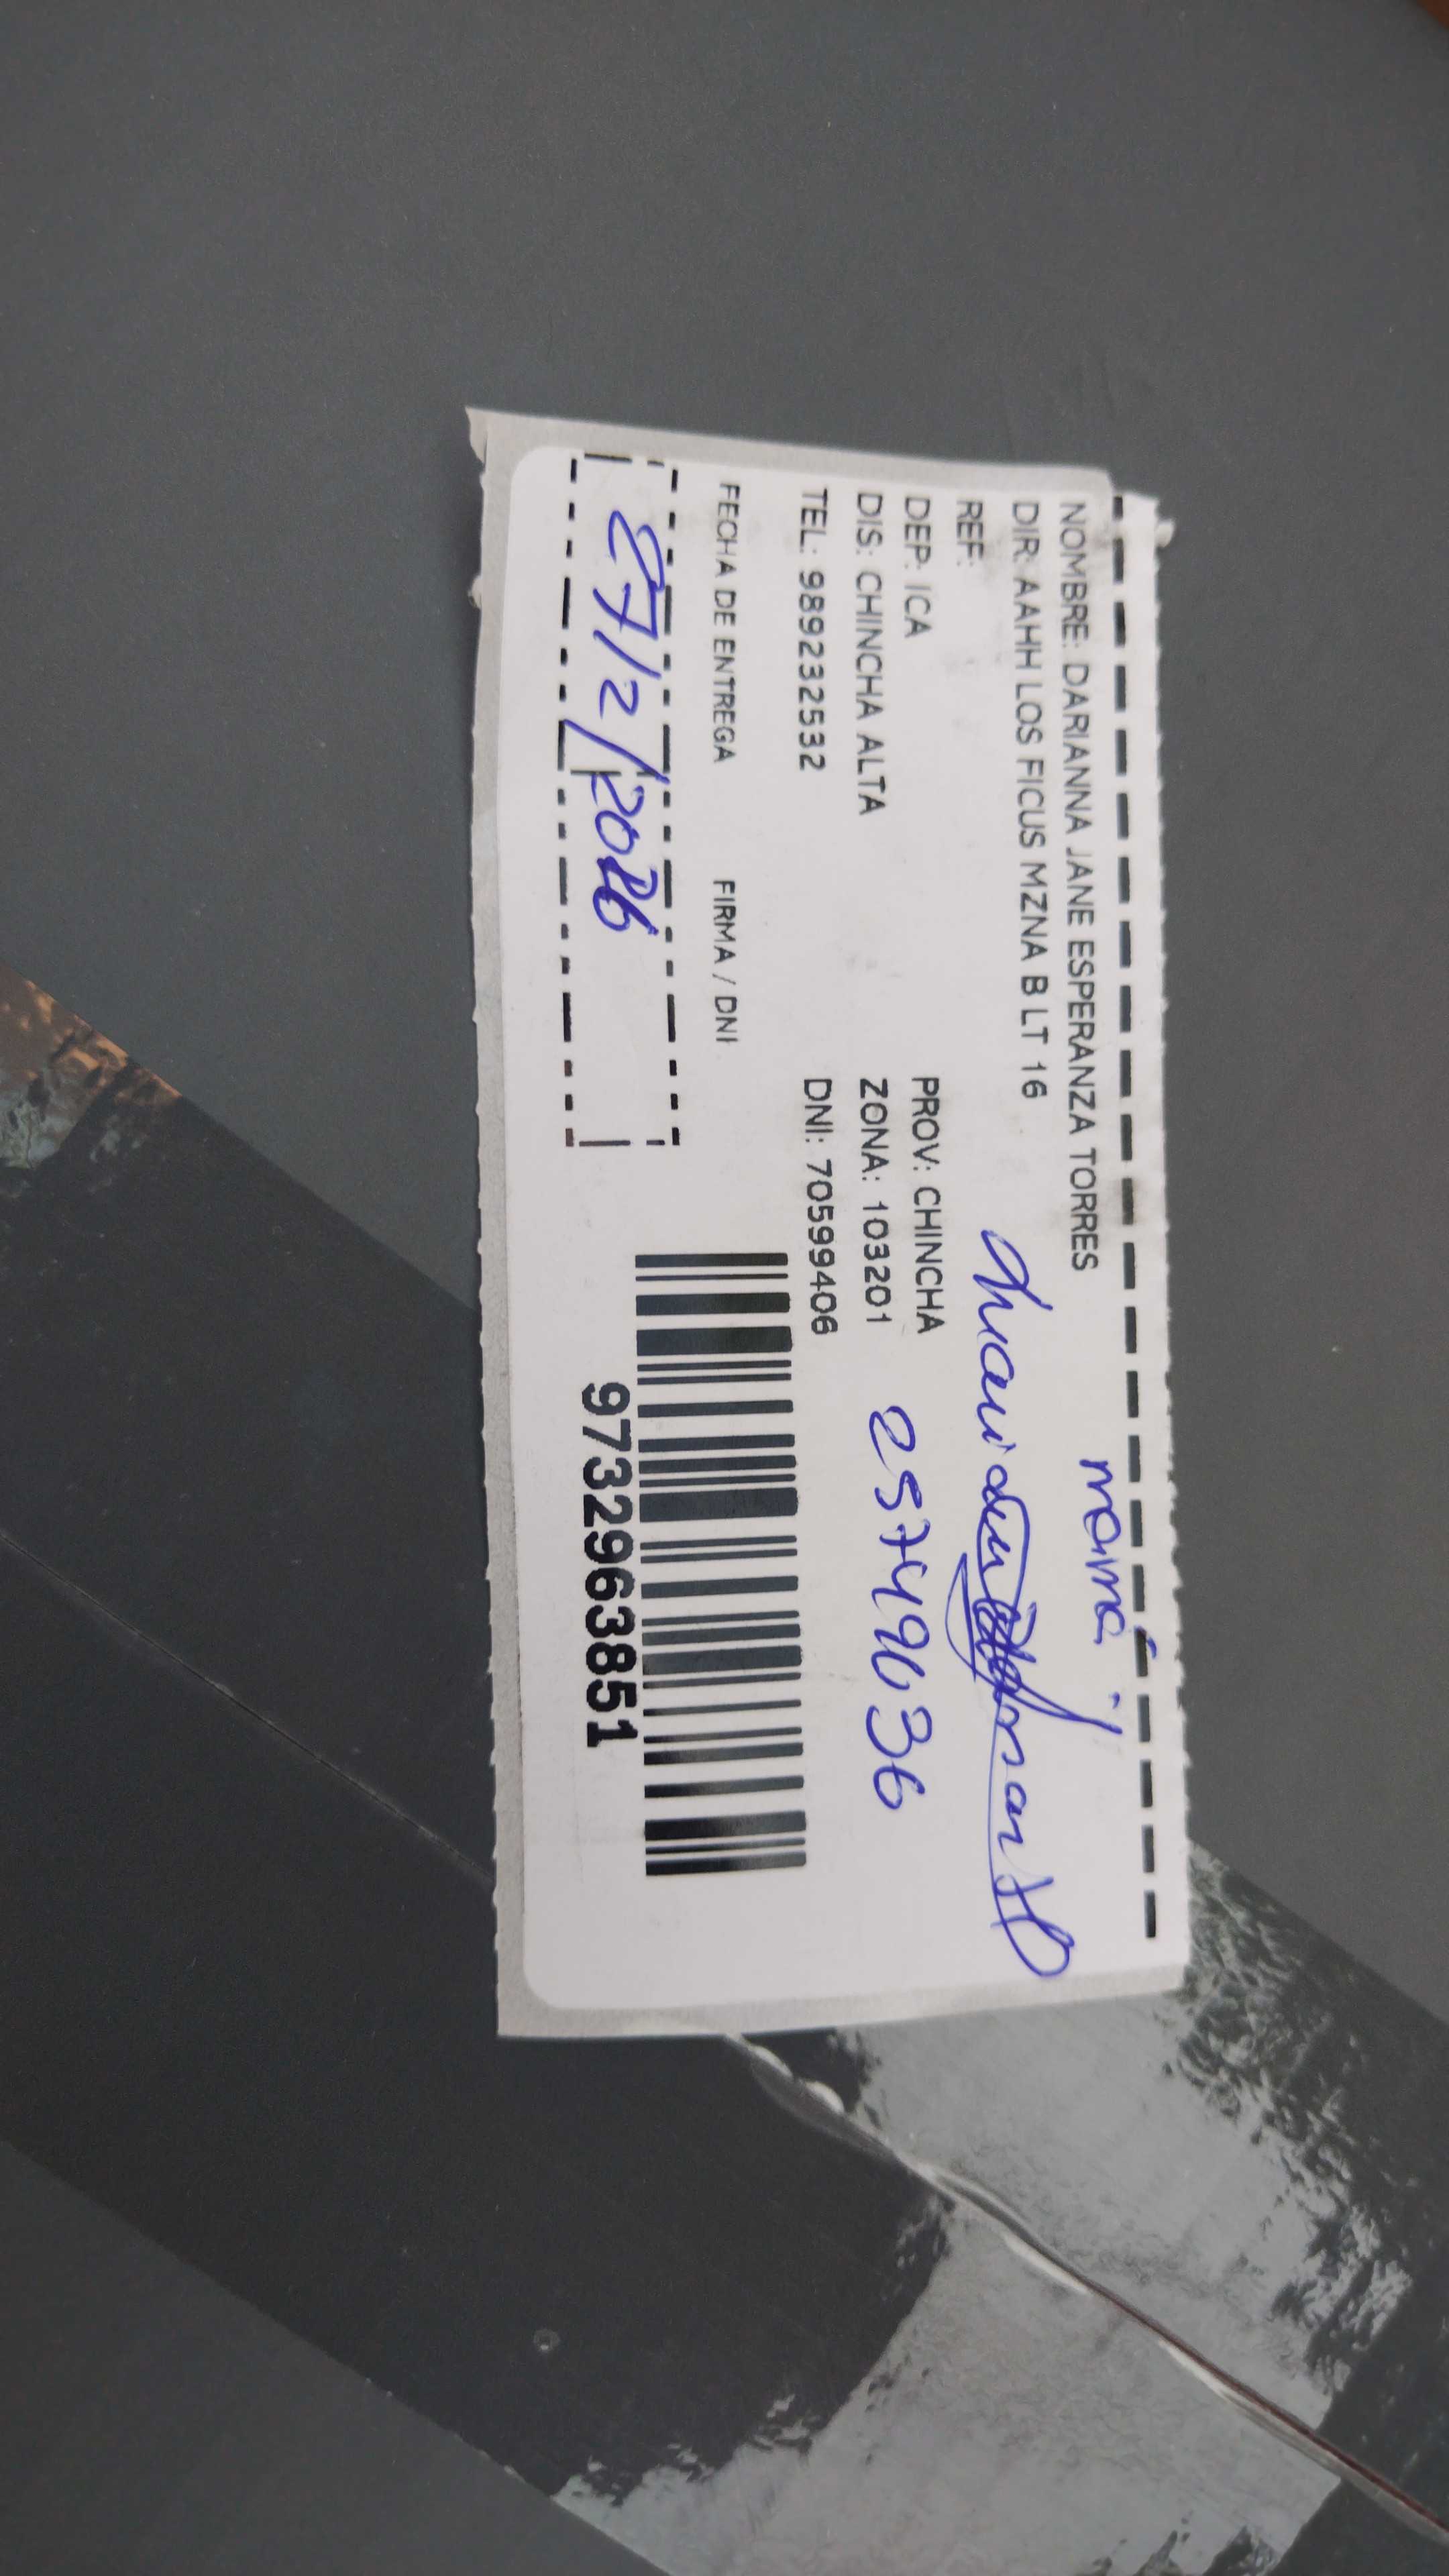 mamá
NOMBRE: DARIANNA JANE ESPERANZA TORRES
DIR: AAHH LOS FICUS MZNA B LT 16
REF:
DEP: ICA PROV: CHINCHA
DIS: CHINCHA ALTA ZONA: 103201
TEL: 989232532 DNI: 70599406
FECHA DE ENTREGA FIRMA / DNI
27/2/2026
9732963851